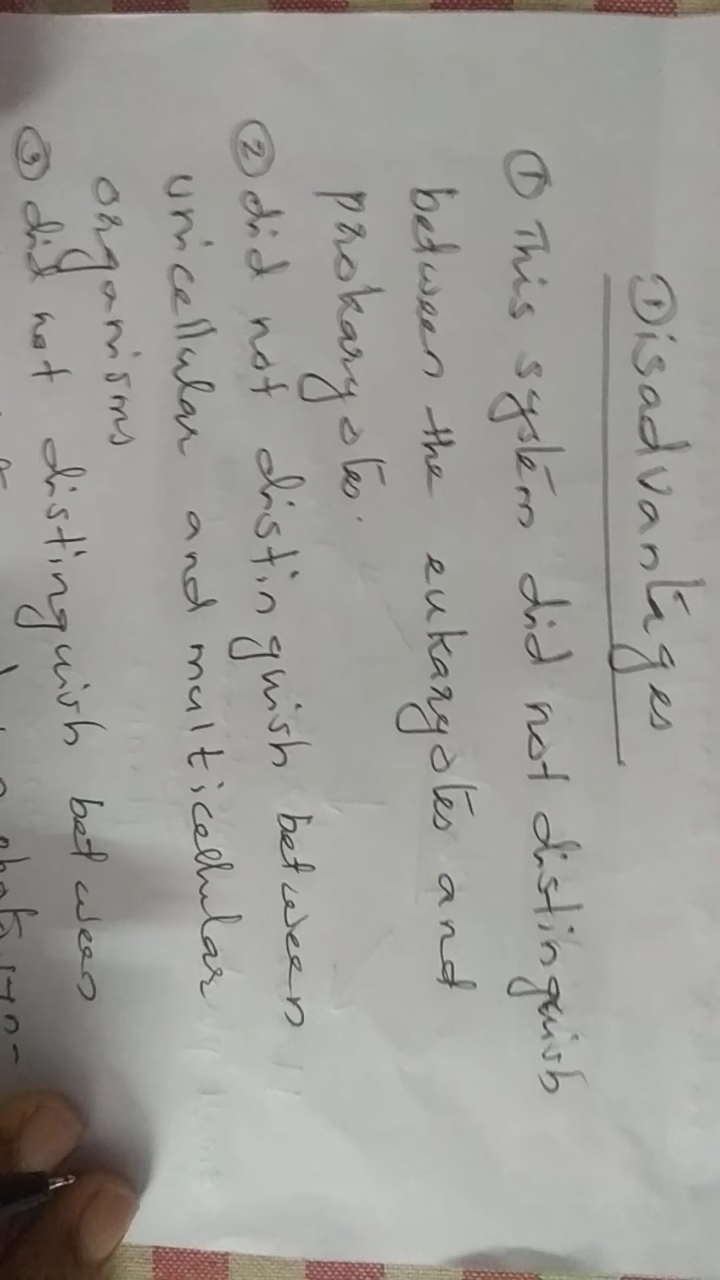 Disadvantages
① This system did not distinguish
between the eukaryotes and
prokaryotes.
② did not distinguish between
unicellular and multicellular
organisms
③ did not distinguish between